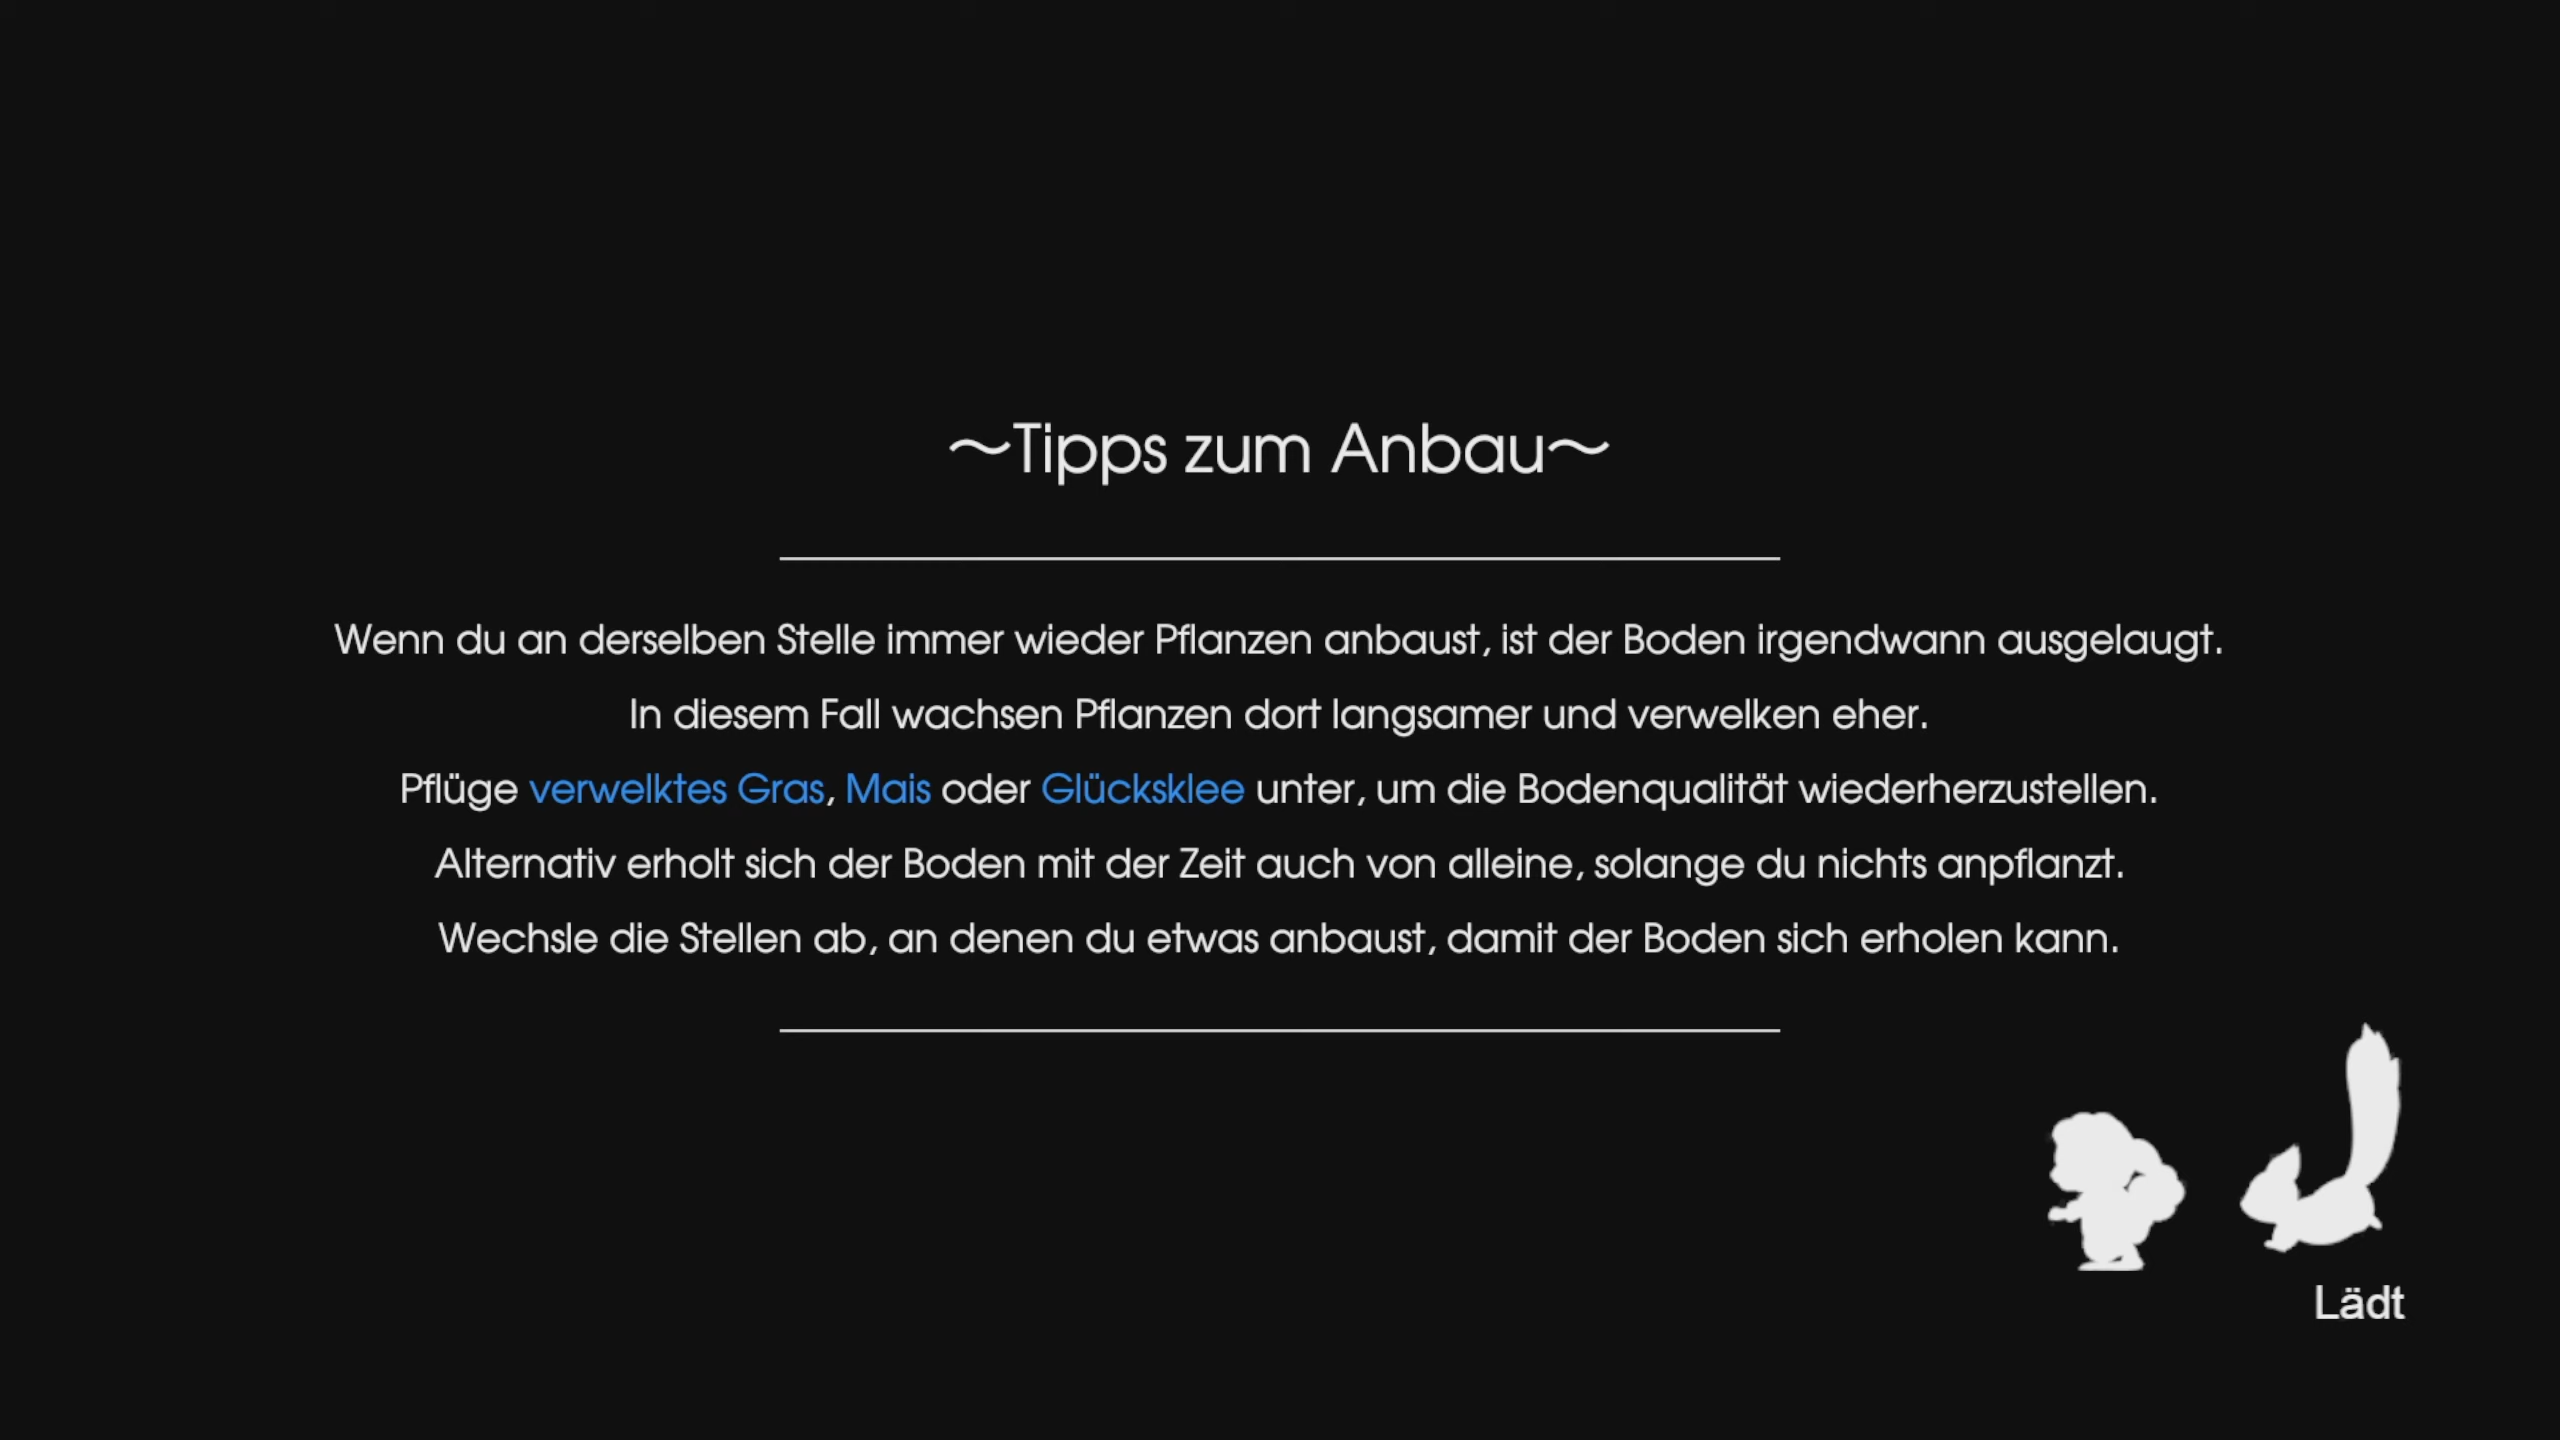 ～Tipps zum Anbau～
Wenn du an derselben Stelle immer wieder Pflanzen anbaust, ist der Boden irgendwann ausgelaugt.
In diesem Fall wachsen Pflanzen dort langsamer und verwelken eher.
Pflüge verwelktes Gras, Mais oder Glücksklee unter, um die Bodenqualität wiederherzustellen.
Alternativ erholt sich der Boden mit der Zeit auch von alleine, solange du nichts anpflanzt.
Wechsle die Stellen ab, an denen du etwas anbaust, damit der Boden sich erholen kann.
Lädt